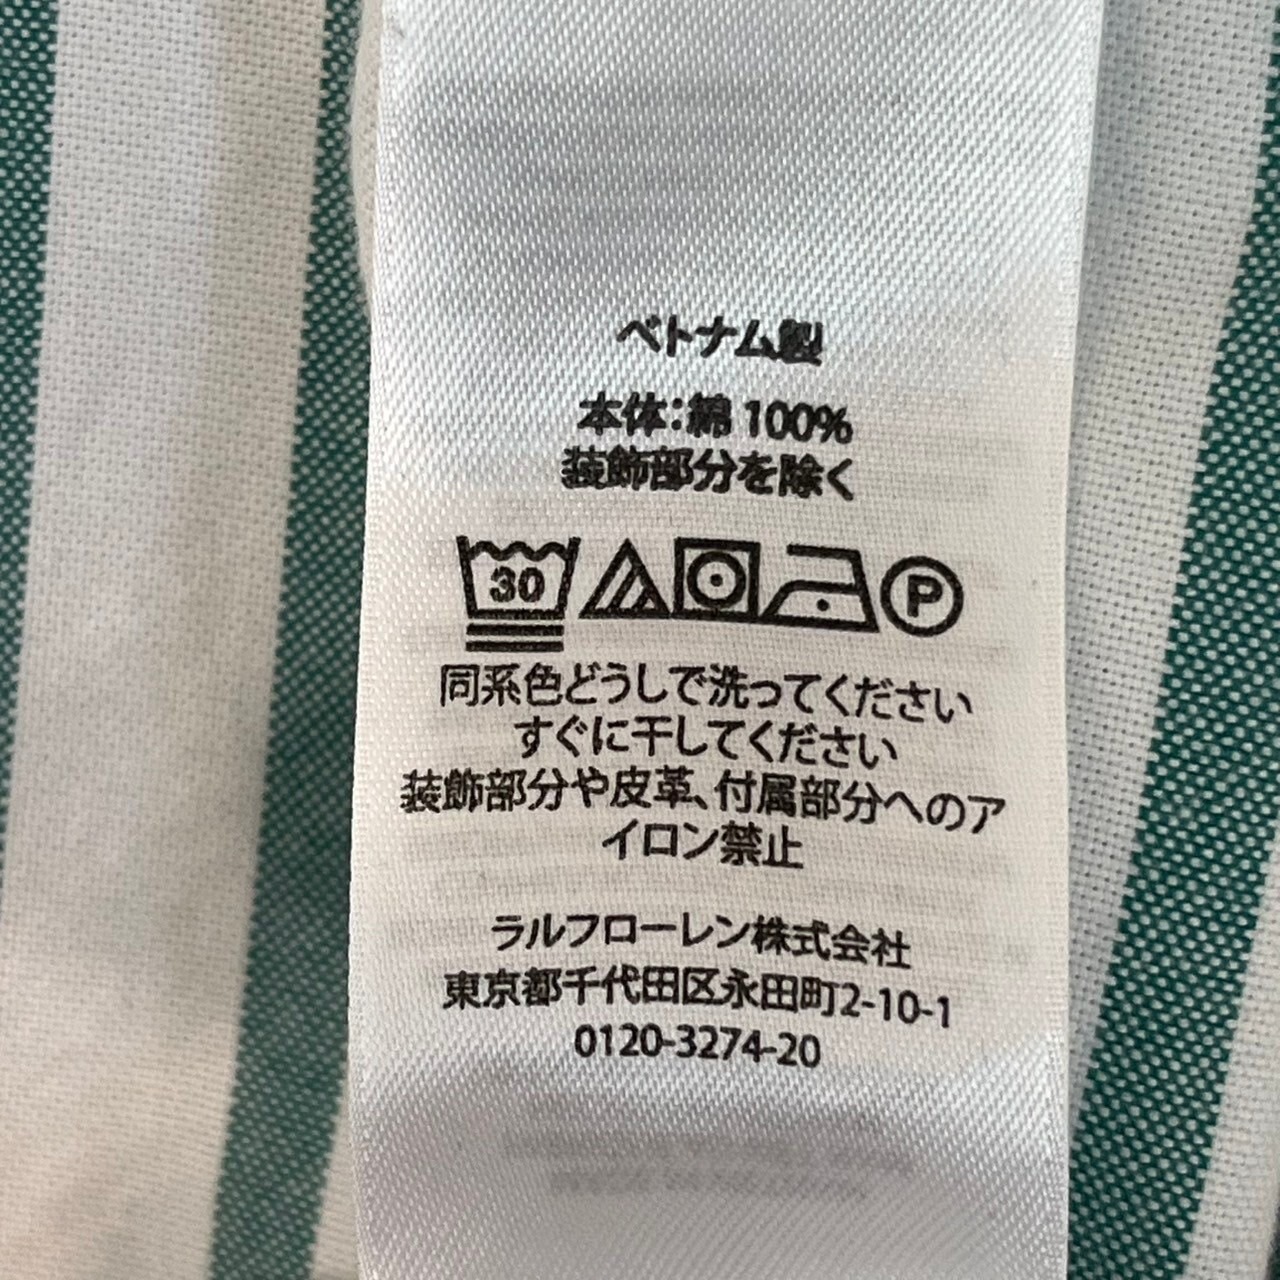 ベトナム製
本体:綿 100%
装飾部分を除く
30
P
同系色どうしで洗ってください
すぐに干してください
装飾部分や皮革、付属部分へのア
イロン禁止
ラルフローレン株式会社
東京都千代田区永田町2-10-1
0120-3274-20